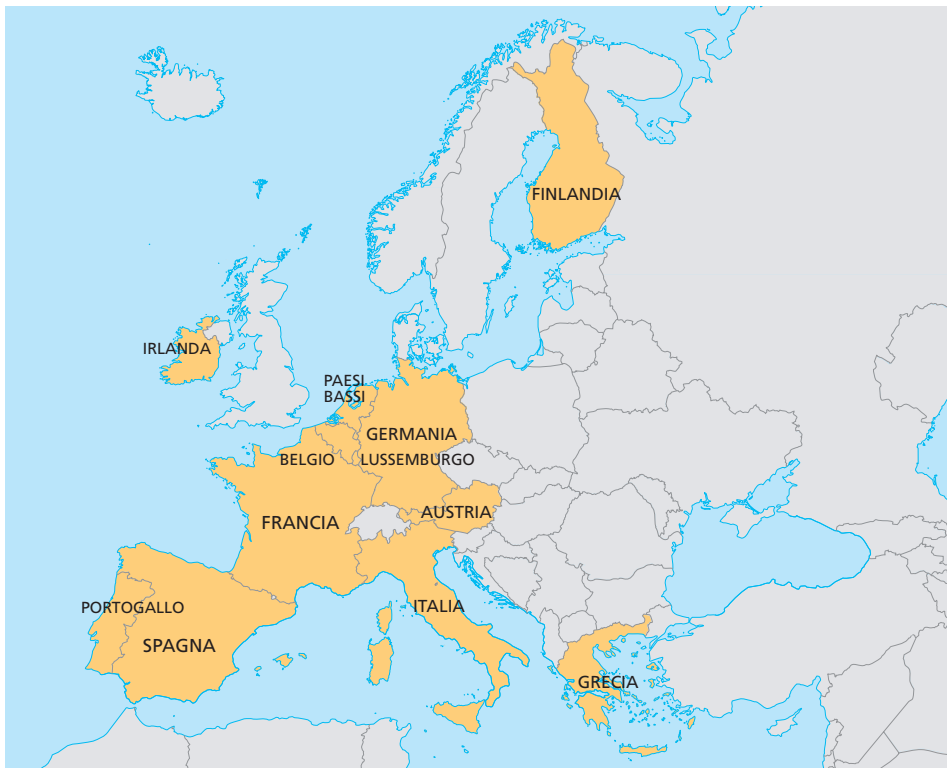 FINLANDIA
IRLANDA
PAESI
BASSI
GERMANIA
BELGIO
LUSSEMBURGO
AUSTRIA
FRANCIA
PORTOGALLO
ITALIA
SPAGNA
GRECIA